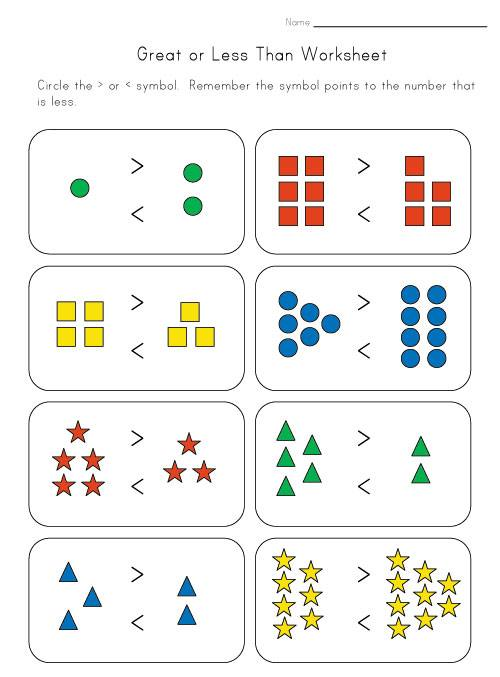 Name
Great or Less Than Worksheet
Circle the > or < symbol. Remember the symbol points to the number that
is less.
> >
< <
> >
< <
> >
< <
> >
< <